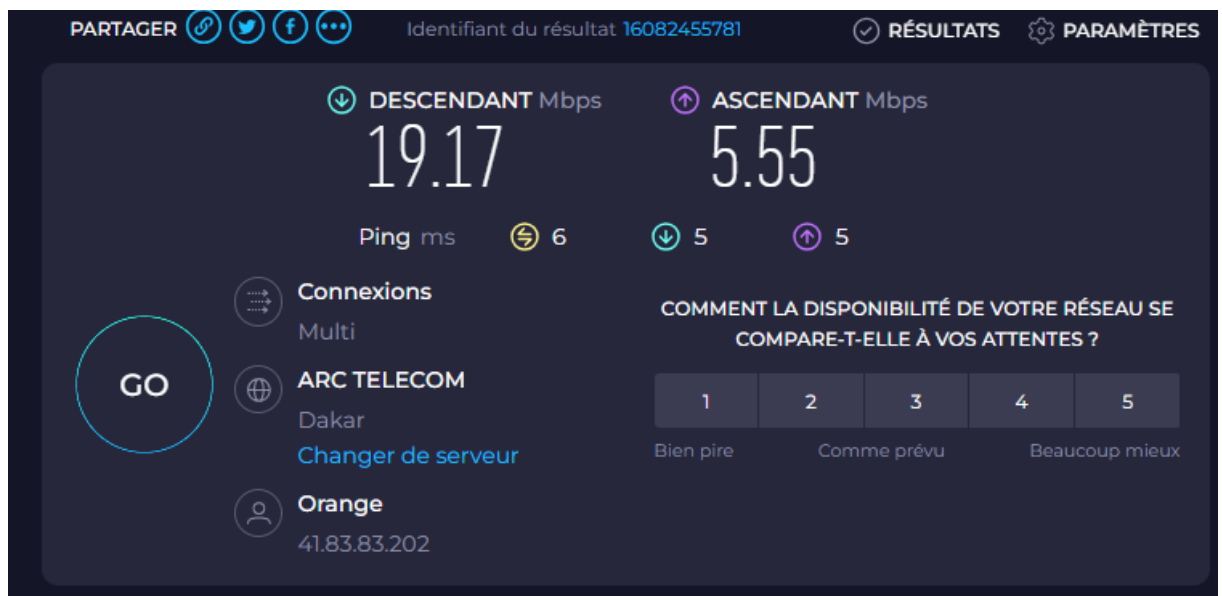 PARTAGER
Identifiant du résultat 16082455781
RÉSULTATS
PARAMÈTRES
DESCENDANT Mbps
19.17
ASCENDANT Mbps
5.55
Ping ms 6 5 5
GO
Connexions
Multi
ARC TELECOM
Dakar
Changer de serveur
Orange
41.83.83.202
COMMENT LA DISPONIBILITÉ DE VOTRE RÉSEAU SE
COMPARE-T-ELLE À VOS ATTENTES ?
1 2 3 4 5
Bien pire Comme prévu Beaucoup mieux